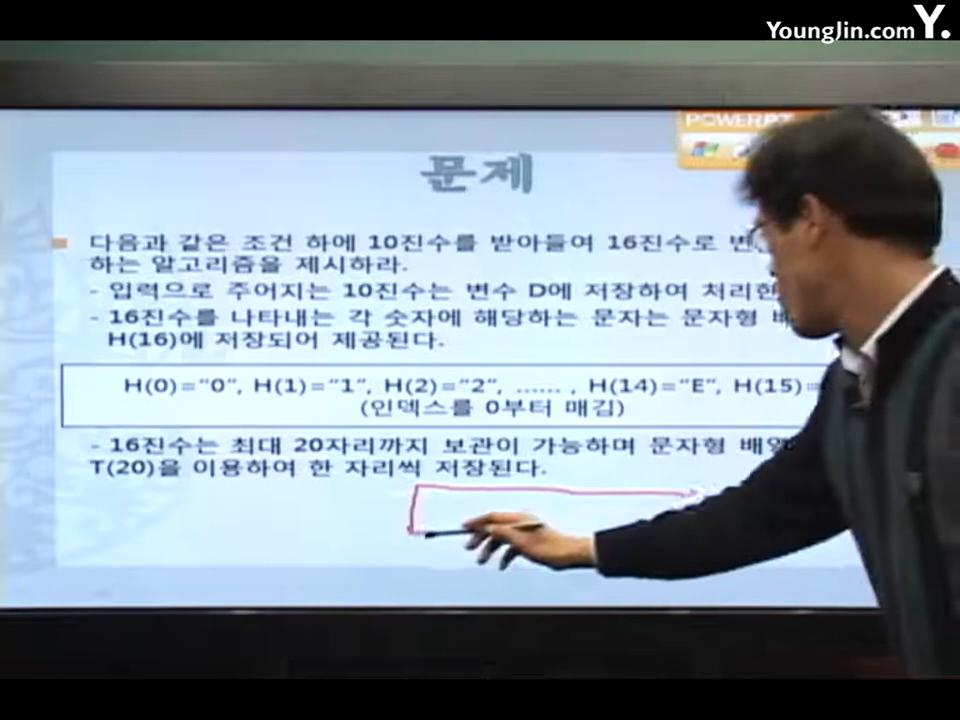 YoungJin.com Y.
POWERPT
문제
다음과 같은 조건 하에 10진수를 받아들여 16진수로
하는 알고리즘을 제시하라.
- 입력으로 주어지는 10진수는 변수 D에 저장하여
- 16진수를 나타내는 각 숫자에 해당하는 문자는 문자형
H(16)에 저장되어 제공된다.
H(0)="0", H(1)="1", H(2)="2", ...... , H(14)="E", H(15)=
(인덱스를 0부터 매김)
- 16진수는 최대 20자리까지 보관이 가능하며 문자형
T(20)을 이용하여 한 자리씩 저장된다.